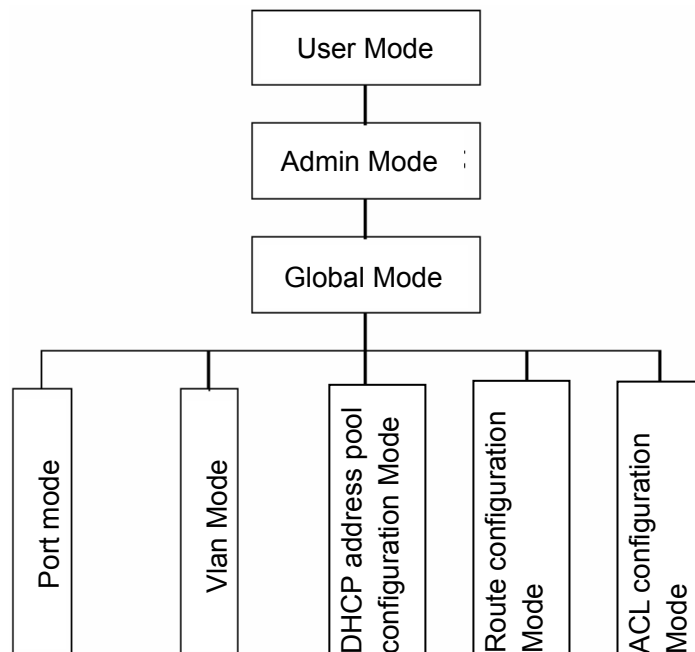 User Mode
Admin Mode :
Global Mode
Port mode
Vlan Mode
DHCP address pool
configuration Mode
Route configuration
Mode
ACL configuration
Mode